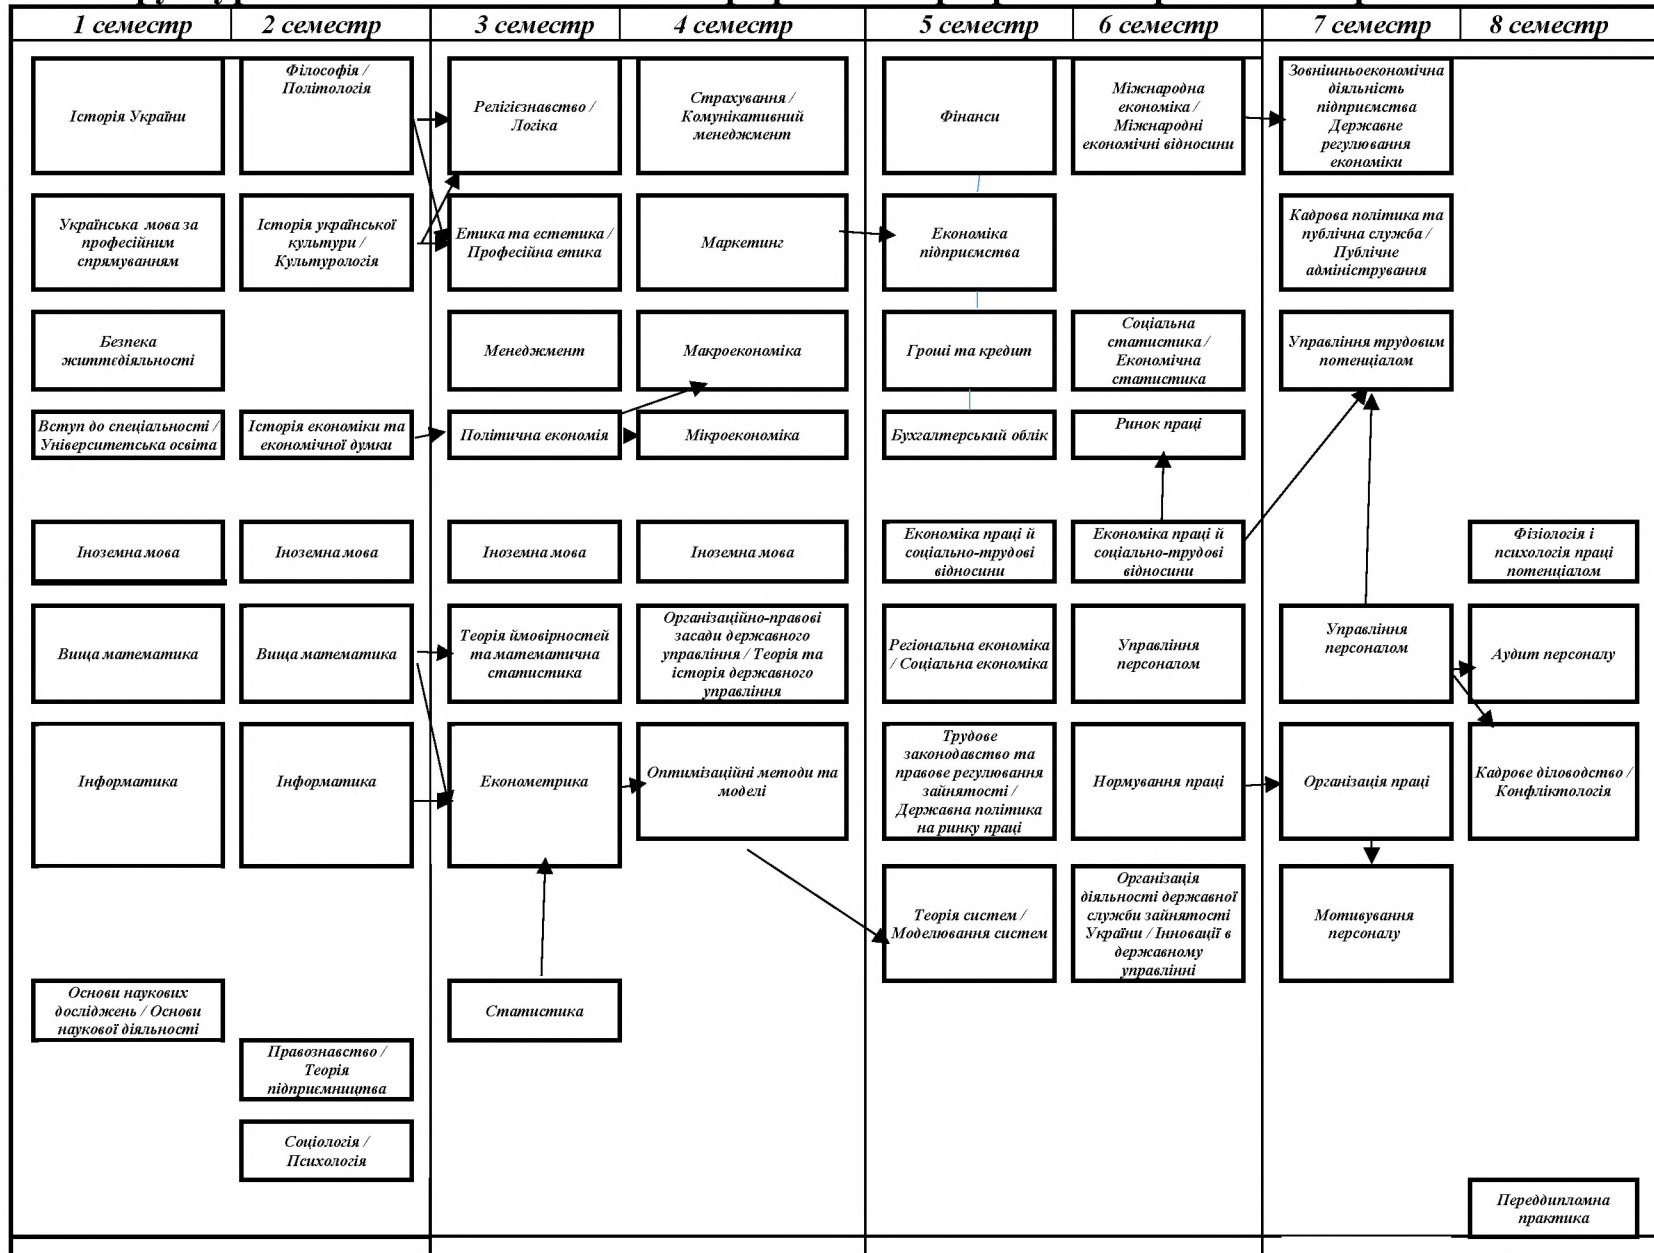 1 семестр
2 семестр
3 семестр
4 семестр
5 семестр
6 семестр
7 семестр
8 семестр
Історія України
Філософія /
Політологія
Релігієзнавство /
Логіка
Страхування /
Комунікативний
менеджмент
Фінанси
Міжнародна
економіка /
Міжнародні
економічні відносини
Зовнішньоекономічна
діяльність
підприємства
Державне
регулювання
економіки
Українська мова за
професійним
спрямуванням
Історія української
культури /
Культурологія
Етика та естетика /
Професійна етика
Маркетинг
Економіка
підприємства
Кадрова політика та
публічна служба /
Публічне
адміністрування
Безпека
життєдіяльності
Менеджмент
Макроекономіка
Гроші та кредит
Соціальна
статистика /
Економічна
статистика
Управління трудовим
потенціалом
Вступ до спеціальності /
Університетська освіта
Історія економіки та
економічної думки
Політична економія
Мікроекономіка
Бухгалтерський облік
Ринок праці
Іноземна мова
Іноземна мова
Іноземна мова
Іноземна мова
Економіка праці й
соціально-трудові
відносини
Економіка праці й
соціально-трудові
відносини
Фізіологія і
психологія праці
потенціалом
Вища математика
Вища математика
Теорія ймовірностей
та математична
статистика
Організаційно-правові
засади державного
управління / Теорія та
історія державного
управління
Регіональна економіка
/ Соціальна економіка
Управління
персоналом
Управління
персоналом
Аудит персоналу
Інформатика
Інформатика
Економетрика
Оптимізаційні методи та
моделі
Трудове
законодавство та
правове регулювання
зайнятості /
Державна політика
на ринку праці
Нормування праці
Організація праці
Кадрове діловодство /
Конфліктологія
Теорія систем /
Моделювання систем
Організація
діяльності державної
служби зайнятості
України / Інновації в
державному
управлінні
Мотивування
персоналу
Основи наукових
досліджень / Основи
наукової діяльності
Статистика
Правознавство /
Теорія
підприємництва
Соціологія /
Психологія
Переддипломна
практика